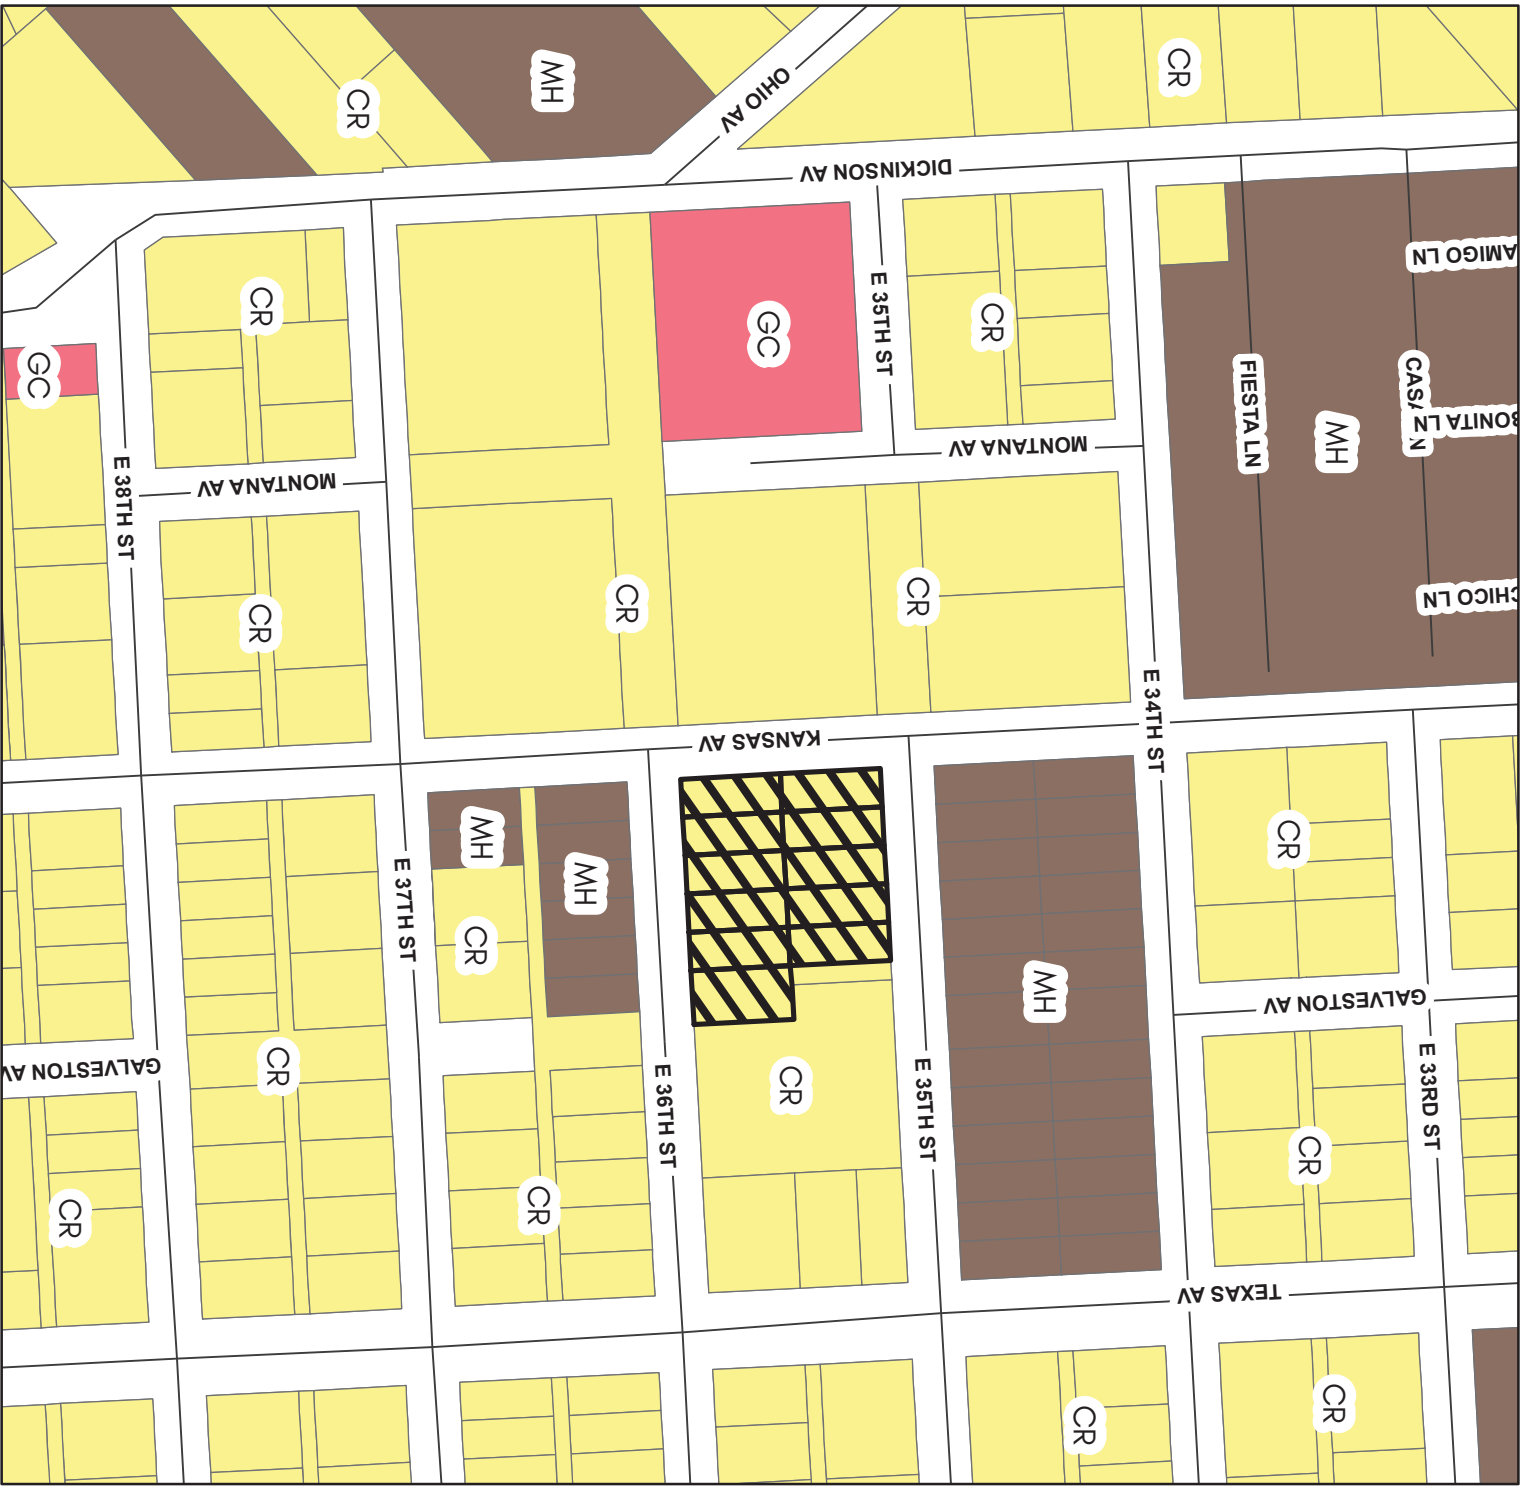 CR
MH
OHIO AV
CR
DICKINSON AV
AMIGO LN
CR
GC
E 35TH ST
CR
GC
FIESTA LN
MH
CASA
N
BONITA LN
MONTANA AV
MONTANA AV
E 38TH ST
CR
CR
CR
CHICO LN
E 34TH ST
KANSAS AV
MH
MH
CR
E 37TH ST
CR
MH
GALVESTON AV
GALVESTON AV
CR
CR
E 36TH ST
E 35TH ST
E 33RD ST
CR
CR
CR
TEXAS AV
CR
CR